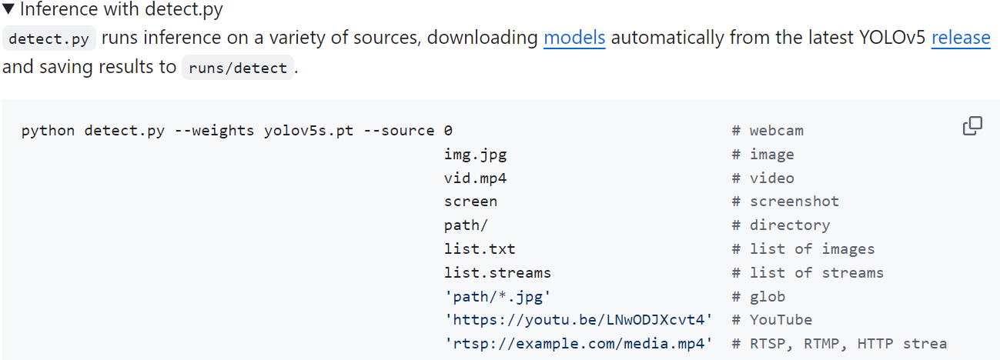 ▼ Inference with detect.py
detect.py runs inference on a variety of sources, downloading models automatically from the latest YOLOv5 release
and saving results to runs/detect.
python detect.py --weights yolov5s.pt --source 0 # webcam
img.jpg # image
vid.mp4 # video
screen # screenshot
path/ # directory
list.txt # list of images
list.streams # list of streams
'path/*.jpg' # glob
'https://youtu.be/LNwODJXcvt4' # YouTube
'rtsp://example.com/media.mp4' # RTSP, RTMP, HTTP strea